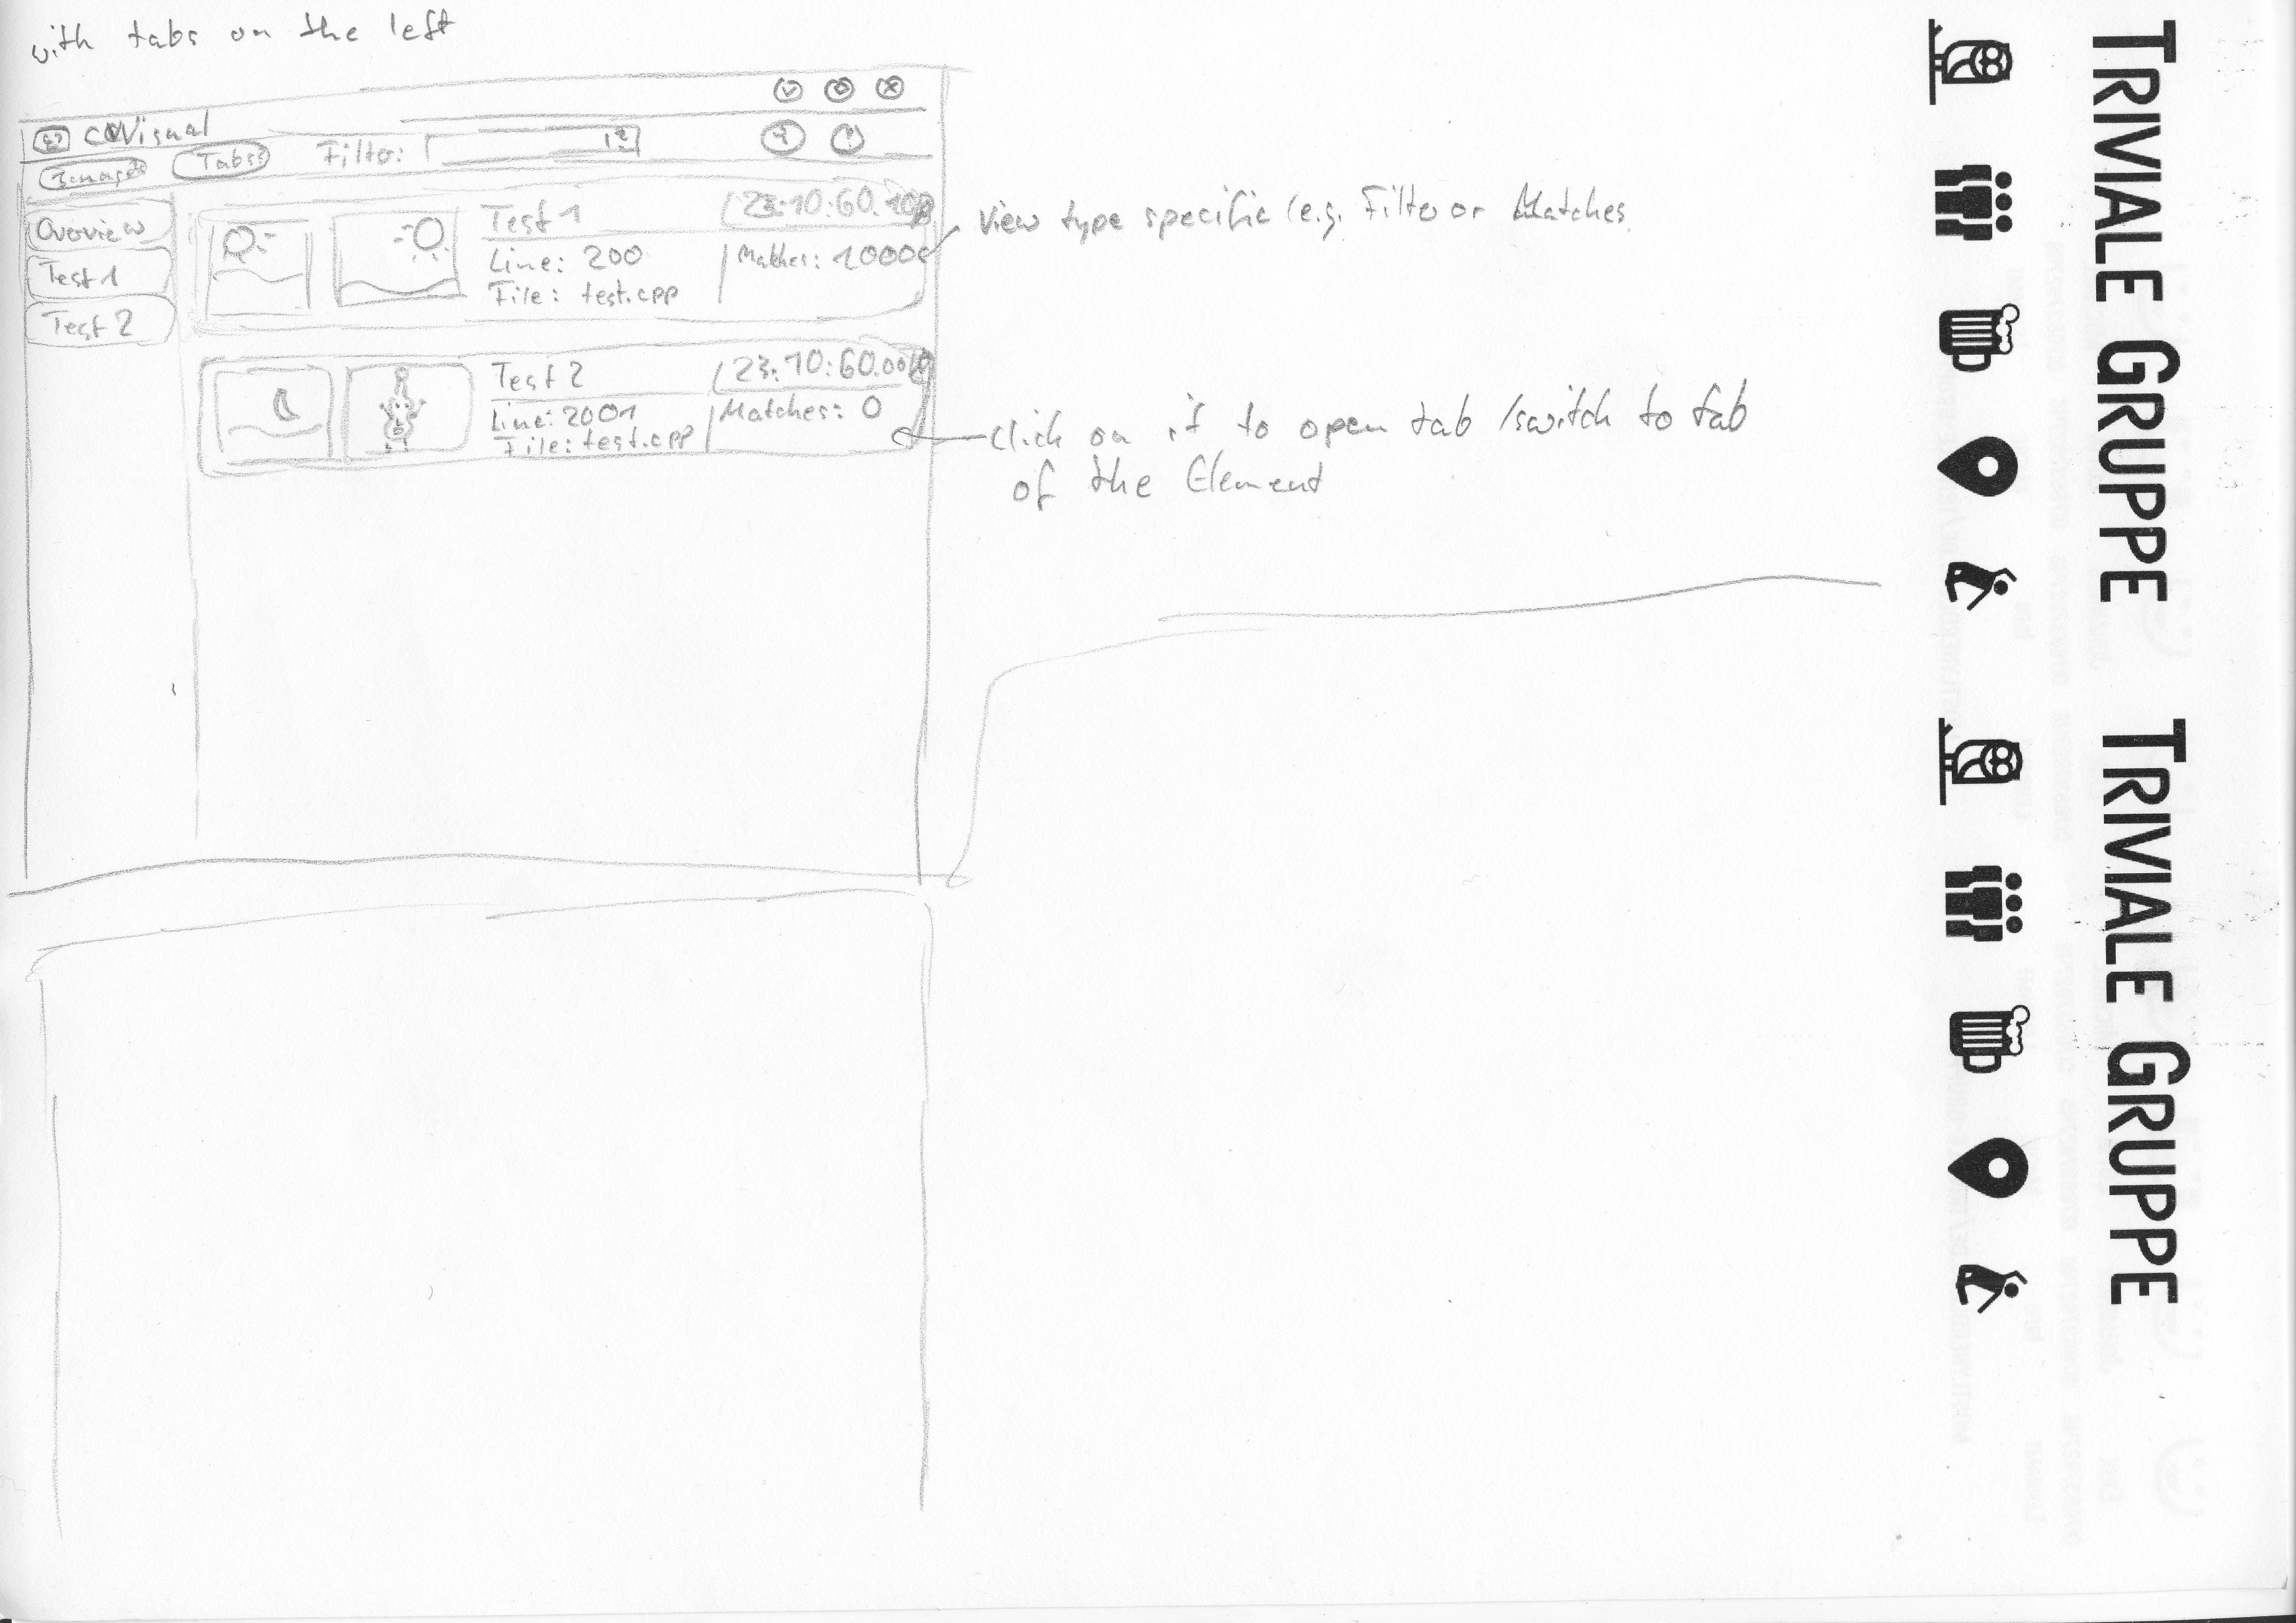 with tabs on the left
CVVisual
Images
Tabs
Filter:
Overview
Test 1
Test 2
Test 1
23:10:60.100
Line: 200
Matches: 10000
File: test.cpp
Test 2
23:10:60.001
Line: 2001
Matches: 0
File: test.cpp
View type specific (e.g. Filter or Matches
Click on it to open tab / switch to tab
of the Element
TRIVIALE GRUPPE
TRIVIALE GRUPPE